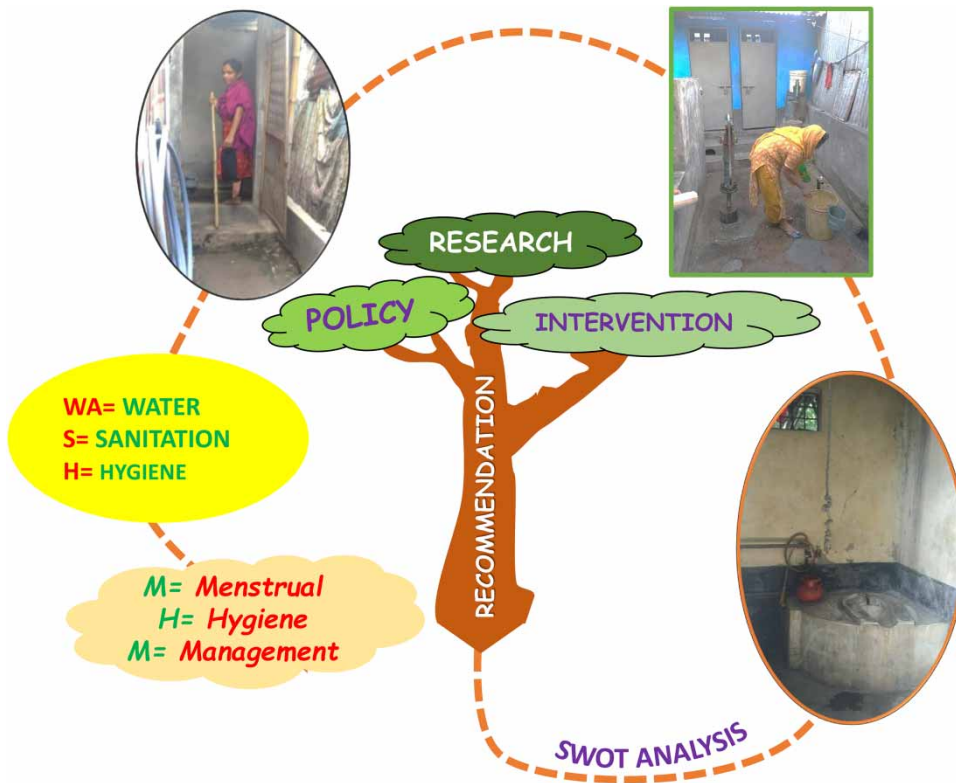 RESEARCH
POLICY
INTERVENTION
RECOMMENDATION
WA= WATER
S= SANITATION
H= HYGIENE
M= Menstrual
H= Hygiene
M= Management
SWOT ANALYSIS